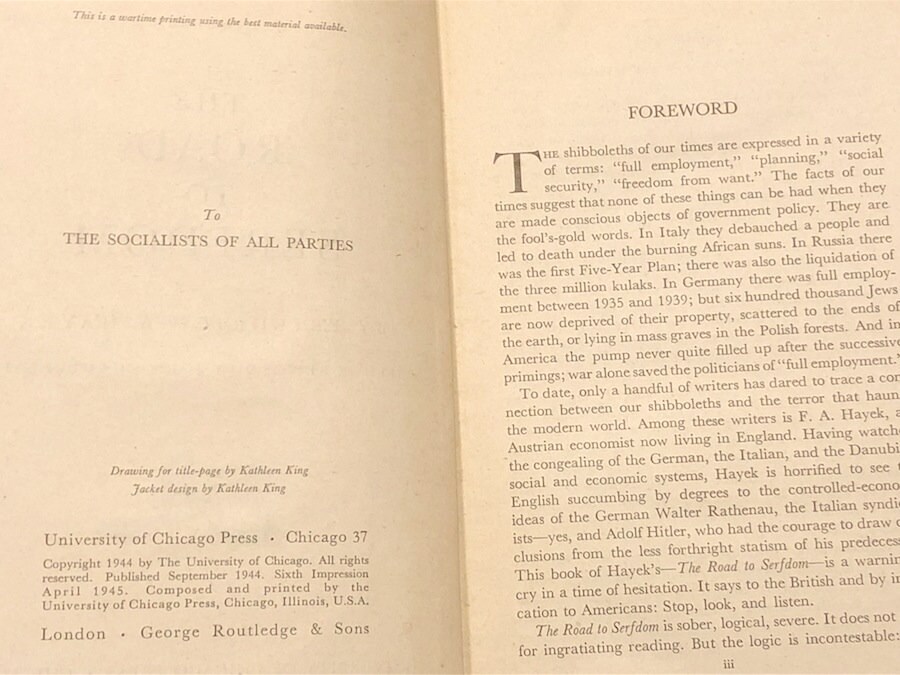 This is a wartime printing using the best material available.
To
THE SOCIALISTS OF ALL PARTIES
Drawing for title-page by Kathleen King
Jacket design by Kathleen King
University of Chicago Press · Chicago 37
Copyright 1944 by The University of Chicago. All rights
reserved. Published September 1944. Sixth Impression
April 1945. Composed and printed by the
University of Chicago Press, Chicago, Illinois, U.S.A.
London · George Routledge & Sons
FOREWORD
THE shibboleths of our times are expressed in a variety
of terms: “full employment,” “planning,” “social
security,” “freedom from want.” The facts of our
times suggest that none of these things can be had when they
are made conscious objects of government policy. They are
the fool's-gold words. In Italy they debauched a people and
led to death under the burning African suns. In Russia there
was the first Five-Year Plan; there was also the liquidation of
the three million kulaks. In Germany there was full employ-
ment between 1935 and 1939; but six hundred thousand Jews
are now deprived of their property, scattered to the ends of
the earth, or lying in mass graves in the Polish forests. And in
America the pump never quite filled up after the successive
primings; war alone saved the politicians of “full employment.”
To date, only a handful of writers has dared to trace a con
nection between our shibboleths and the terror that haun
the modern world. Among these writers is F. A. Hayek, a
Austrian economist now living in England. Having watche
the congealing of the German, the Italian, and the Danubi
social and economic systems, Hayek is horrified to see t
English succumbing by degrees to the controlled-econo
ideas of the German Walter Rathenau, the Italian syndic
ists—yes, and Adolf Hitler, who had the courage to draw c
clusions from the less forthright statism of his predecess
This book of Hayek's—The Road to Serfdom—is a warnin
cry in a time of hesitation. It says to the British and by im
cation to Americans: Stop, look, and listen.
The Road to Serfdom is sober, logical, severe. It does not
for ingratiating reading. But the logic is incontestable:
iii